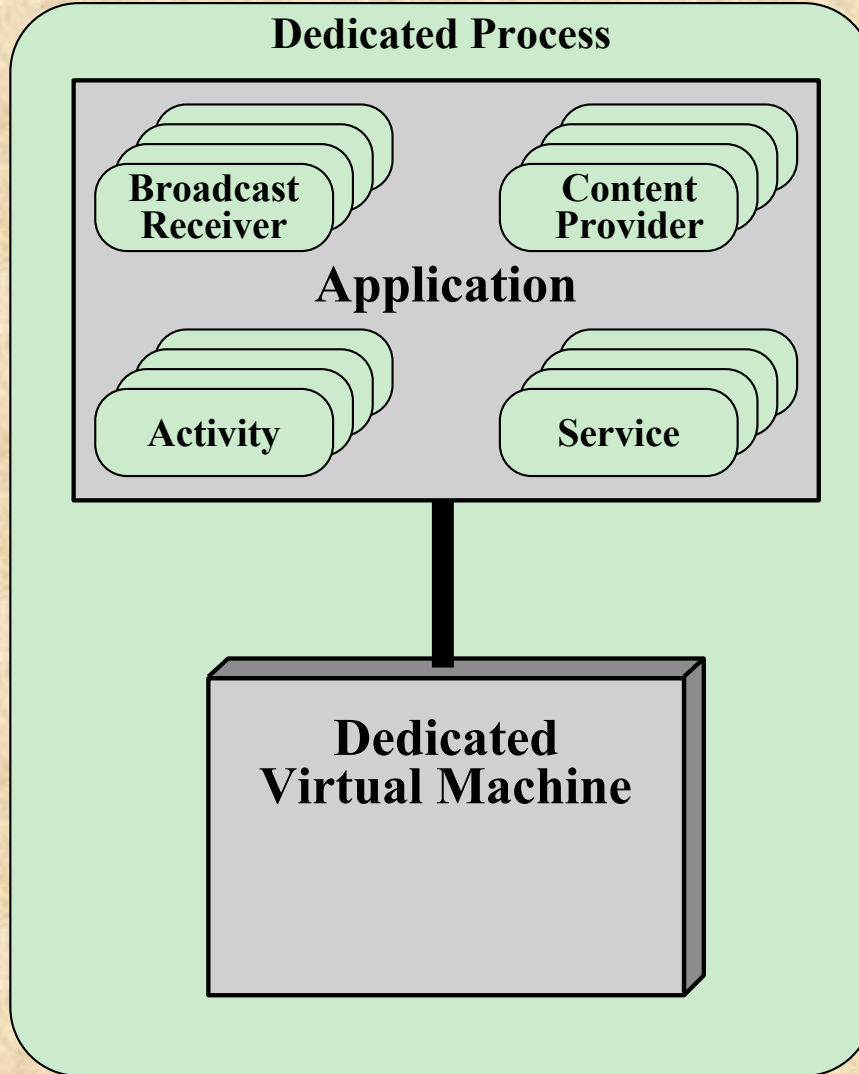 Dedicated Process
Broadcast
Receiver
Content
Provider
Application
Activity
Service
Dedicated
Virtual Machine